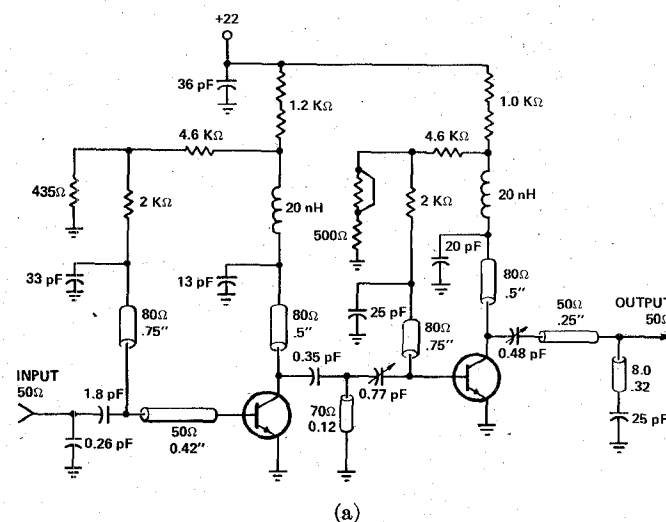 +22
36 pF
1.2 KΩ
1.0 KΩ
4.6 KΩ
4.6 KΩ
435Ω
2 KΩ
20 nH
500Ω
2 KΩ
20 nH
33 pF
13 pF
20 pF
80Ω
.75"
80Ω
.5"
25 pF
80Ω
.75"
80Ω
.5"
50Ω
.25"
OUTPUT
50Ω
INPUT
50Ω
1.8 pF
0.35 pF
0.77 pF
0.48 pF
8.0
.32
0.26 pF
50Ω
0.42"
70Ω
0.12
25 pF
(a)